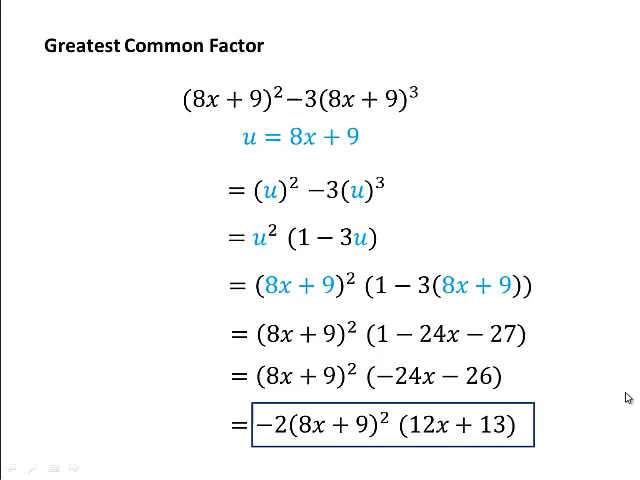 Greatest Common Factor
(8x + 9)² − 3(8x + 9)³
u = 8x + 9
= (u)² − 3(u)³
= u² (1 − 3u)
= (8x + 9)² (1 − 3(8x + 9))
= (8x + 9)² (1 − 24x − 27)
= (8x + 9)² (−24x − 26)
= −2(8x + 9)² (12x + 13)